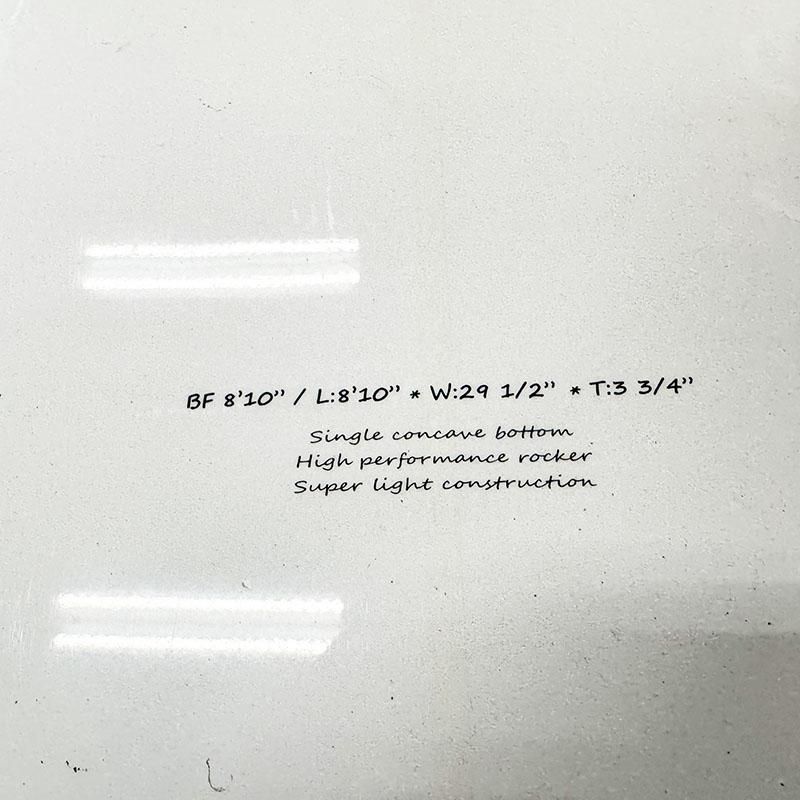 BF 8'10” / L:8'10” * W:29 1/2” * T:3 3/4”
Single concave bottom
High performance rocker
Super light construction